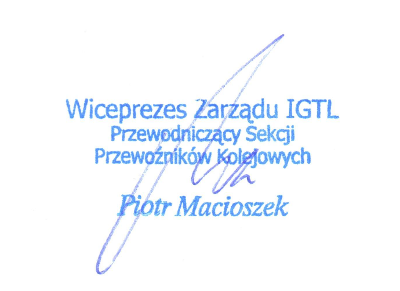 Wiceprezes Zarządu IGTL
Przewodniczący Sekcji
Przewoźników Kolejowych
Piotr Macioszek